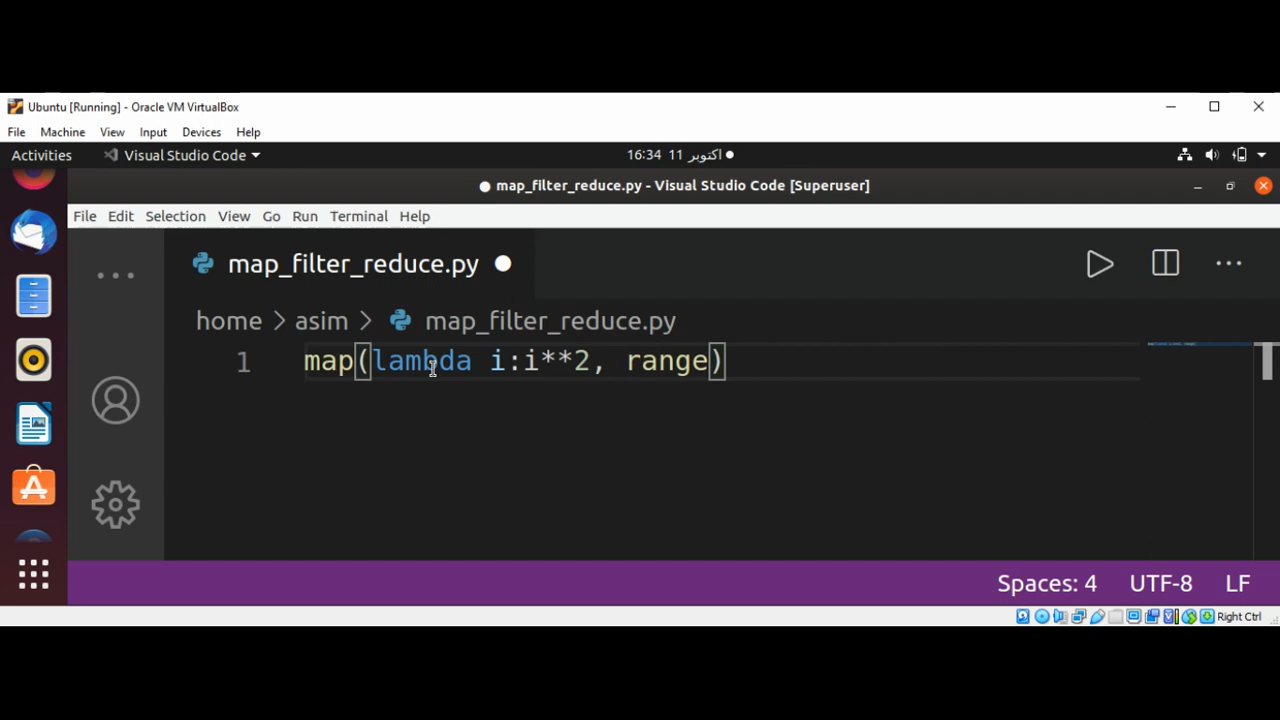 Ubuntu [Running] - Oracle VM VirtualBox
File Machine View Input Devices Help
Activities Visual Studio Code 16:34 اکتوبر 11
map_filter_reduce.py - Visual Studio Code [Superuser]
File Edit Selection View Go Run Terminal Help
map_filter_reduce.py
home > asim > map_filter_reduce.py
1 map(lambda i:i**2, range)
Spaces: 4 UTF-8 LF
Right Ctrl